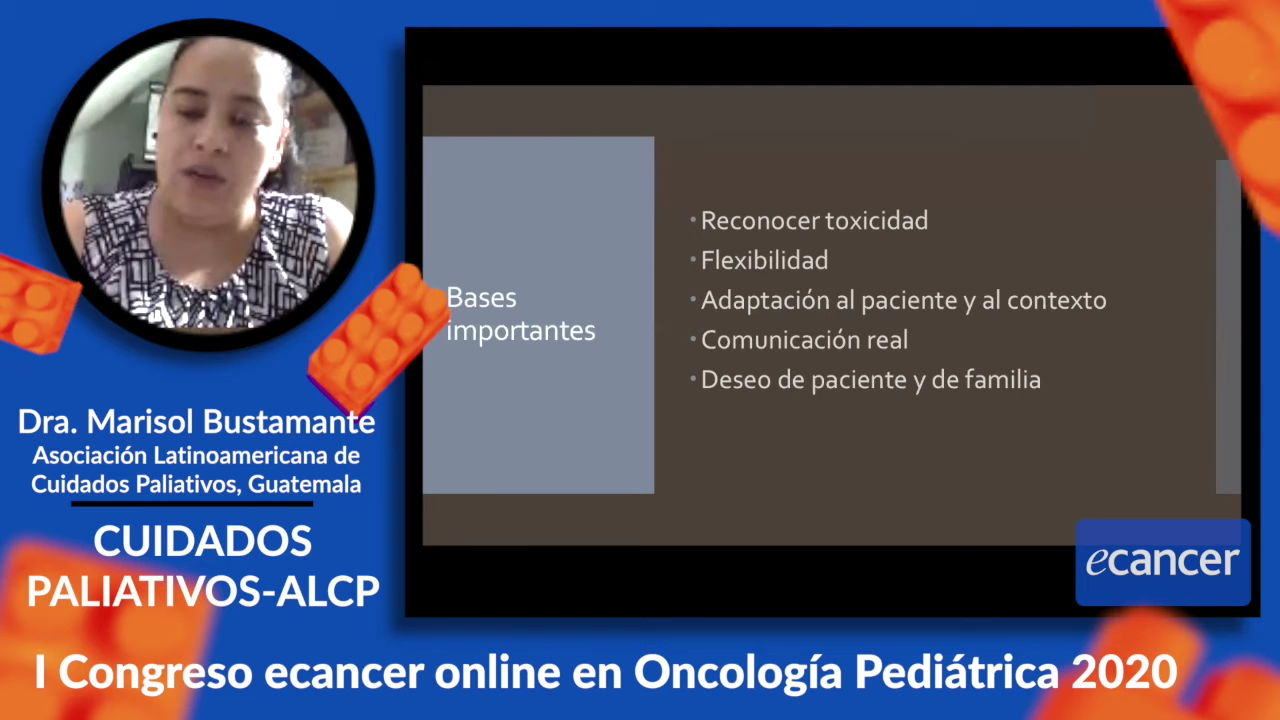 Bases
importantes
• Reconocer toxicidad
• Flexibilidad
• Adaptación al paciente y al contexto
• Comunicación real
• Deseo de paciente y de familia
Dra. Marisol Bustamante
Asociación Latinoamericana de
Cuidados Paliativos, Guatemala
CUIDADOS
PALIATIVOS-ALCP
ecancer
I Congreso ecancer online en Oncología Pediátrica 2020